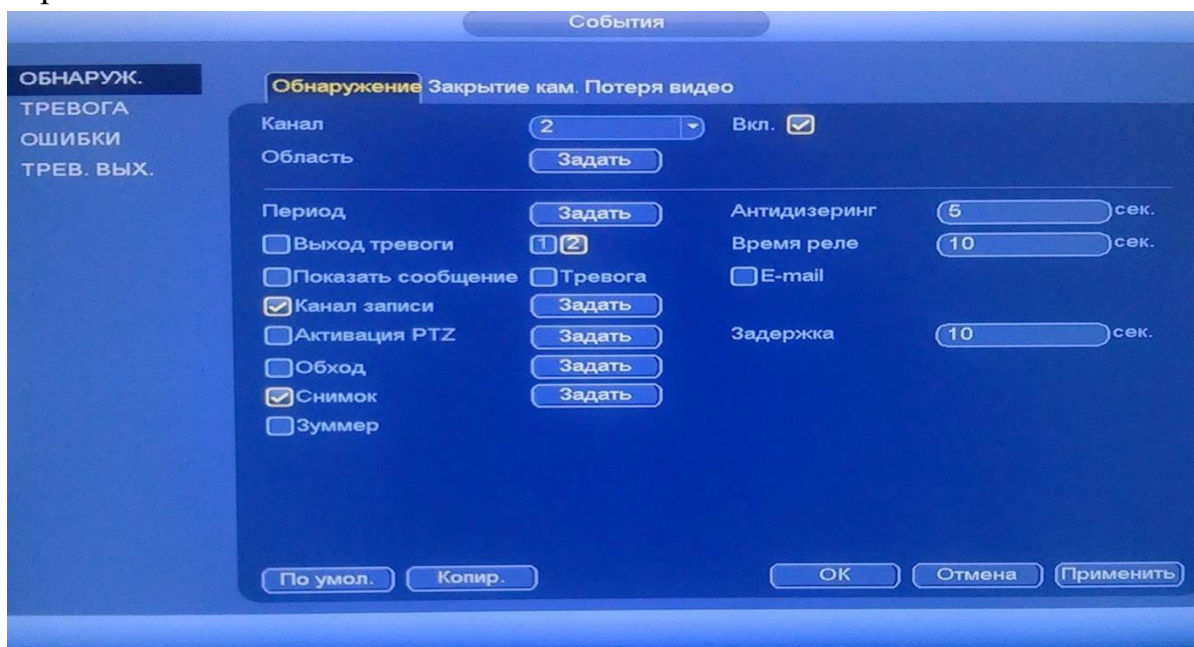 События
ОБНАРУЖ.
ТРЕВОГА
ОШИБКИ
ТРЕВ. ВЫХ.
Обнаружение Закрытие кам. Потеря видео
Канал 2 Вкл.
Область Задать
Период Задать Антидизеринг 5 сек.
Выход тревоги 1 2 Время реле 10 сек.
Показать сообщение Тревога E-mail
Канал записи Задать
Активация PTZ Задать Задержка 10 сек.
Обход Задать
Снимок Задать
Зуммер
По умол. Копир. ОК Отмена Применить